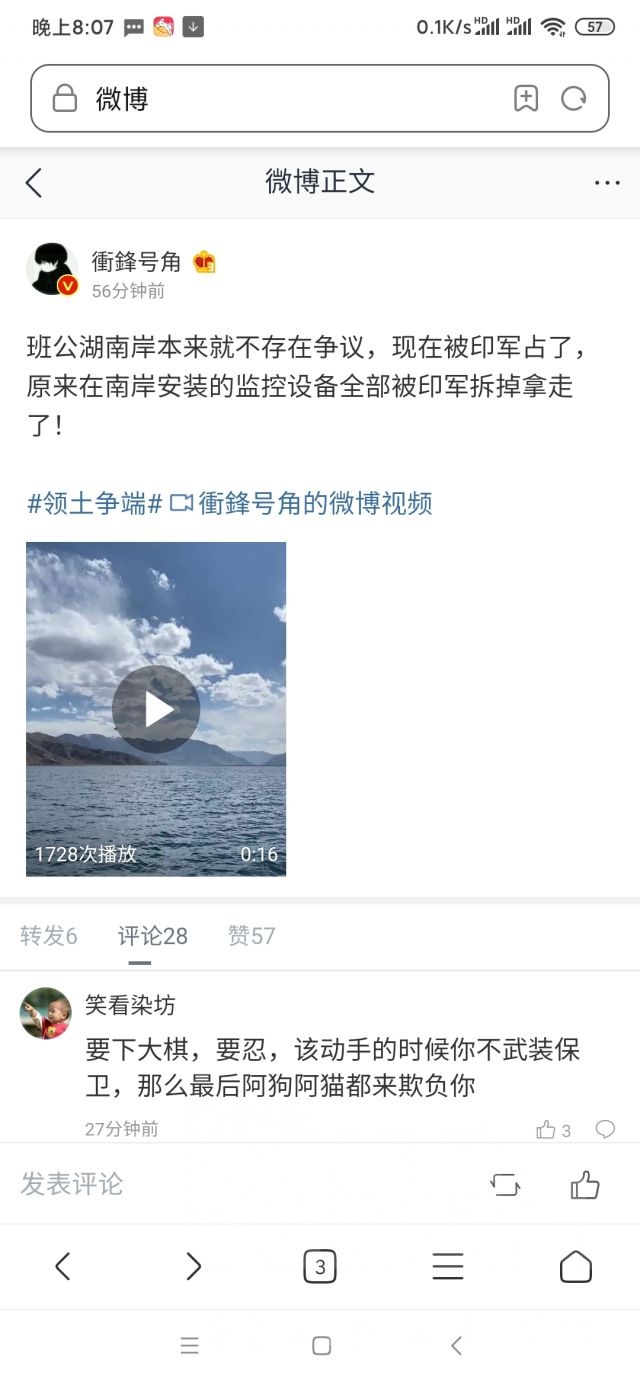 晚上8:07
0.1K/s HD HD 57
微博
微博正文
衝鋒号角
56分钟前
班公湖南岸本来就不存在争议，现在被印军占了，
原来在南岸安装的监控设备全部被印军拆掉拿走
了！
#领土争端# 衝鋒号角的微博视频
1728次播放 0:16
转发6 评论28 赞57
笑看染坊
要下大棋，要忍，该动手的时候你不武装保
卫，那么最后阿狗阿猫都来欺负你
27分钟前 3
发表评论
3